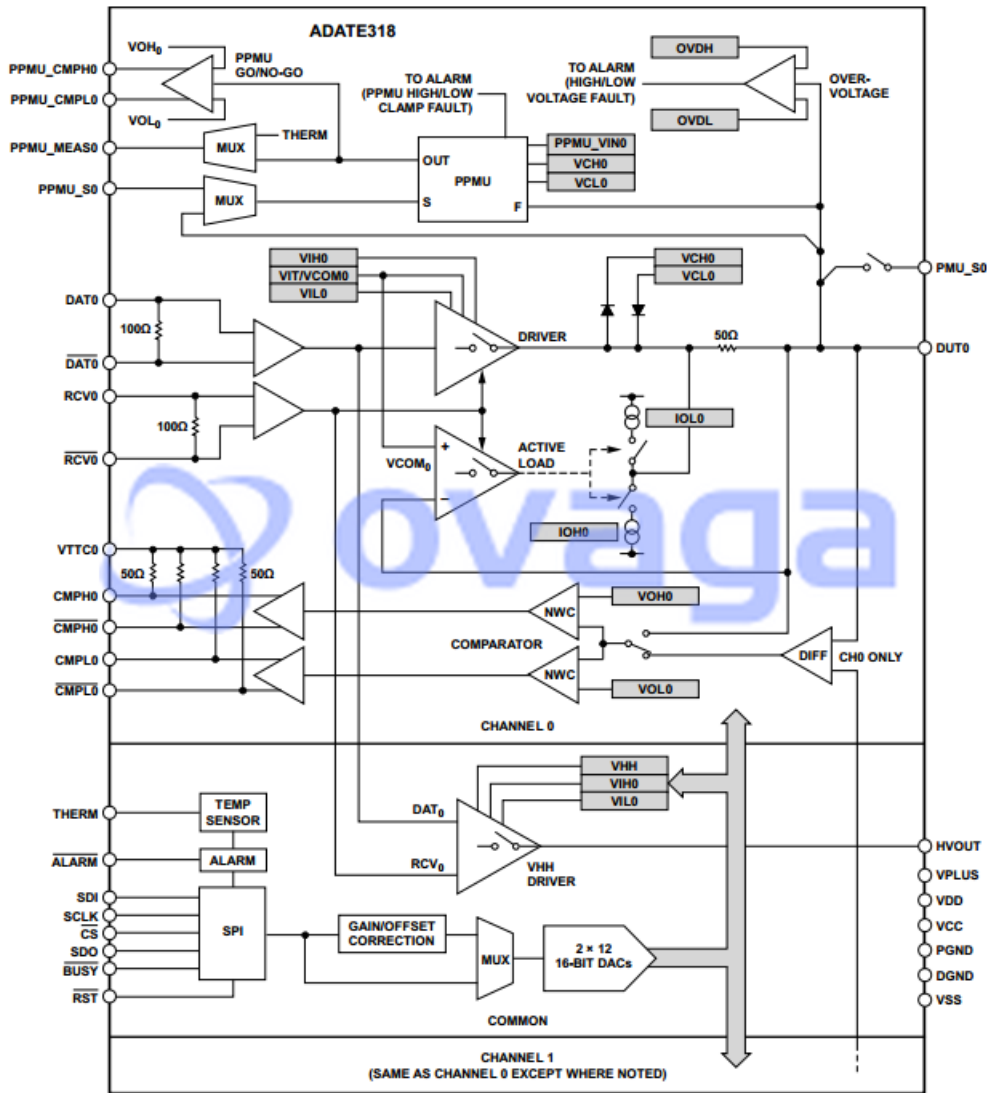 ADATE318
VOH0
PPMU_CMPH0
PPMU
GO/NO-GO
PPMU_CMPL0
VOL0
TO ALARM
(PPMU HIGH/LOW
CLAMP FAULT)
TO ALARM
(HIGH/LOW
VOLTAGE FAULT)
OVDH
OVDL
OVER-
VOLTAGE
PPMU_MEAS0
MUX
THERM
OUT
PPMU
S
F
PPMU_VIN0
VCH0
VCL0
PPMU_S0
MUX
VIH0
VIT/VCOM0
VIL0
VCH0
VCL0
PMU_S0
DAT0
100Ω
DAT0
DRIVER
50Ω
DUT0
RCV0
100Ω
RCV0
VCOM0
+
–
ACTIVE
LOAD
IOL0
IOH0
ovaga
VTTC0
50Ω
50Ω
CMPH0
CMPH0
CMPL0
CMPL0
NWC
COMPARATOR
NWC
VOH0
VOL0
DIFF
CH0 ONLY
CHANNEL 0
VHH
VIH0
VIL0
THERM
TEMP
SENSOR
DAT0
RCV0
VHH
DRIVER
HVOUT
ALARM
ALARM
VPLUS
VDD
VCC
PGND
DGND
VSS
SDI
SCLK
CS
SDO
BUSY
RST
SPI
GAIN/OFFSET
CORRECTION
MUX
2 × 12
16-BIT DACs
COMMON
CHANNEL 1
(SAME AS CHANNEL 0 EXCEPT WHERE NOTED)